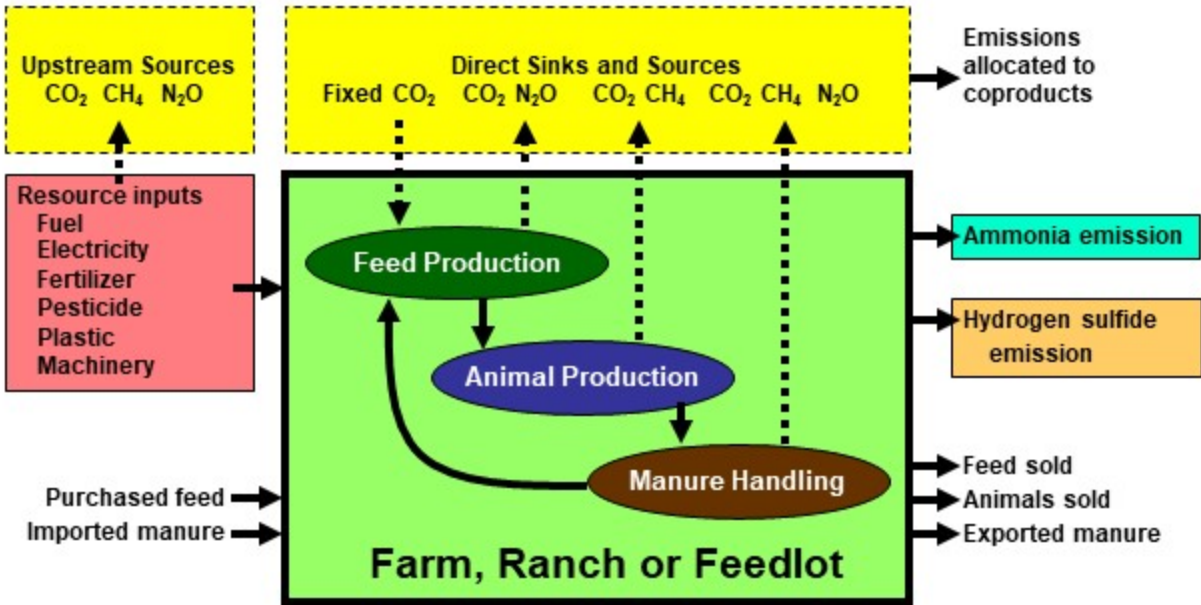 Upstream Sources
CO₂ CH₄ N₂O
Direct Sinks and Sources
Fixed CO₂ CO₂ N₂O CO₂ CH₄ CO₂ CH₄ N₂O
Emissions
allocated to
coproducts
Resource inputs
Fuel
Electricity
Fertilizer
Pesticide
Plastic
Machinery
Feed Production
Animal Production
Manure Handling
Ammonia emission
Hydrogen sulfide
emission
Purchased feed
Imported manure
Feed sold
Animals sold
Exported manure
Farm, Ranch or Feedlot